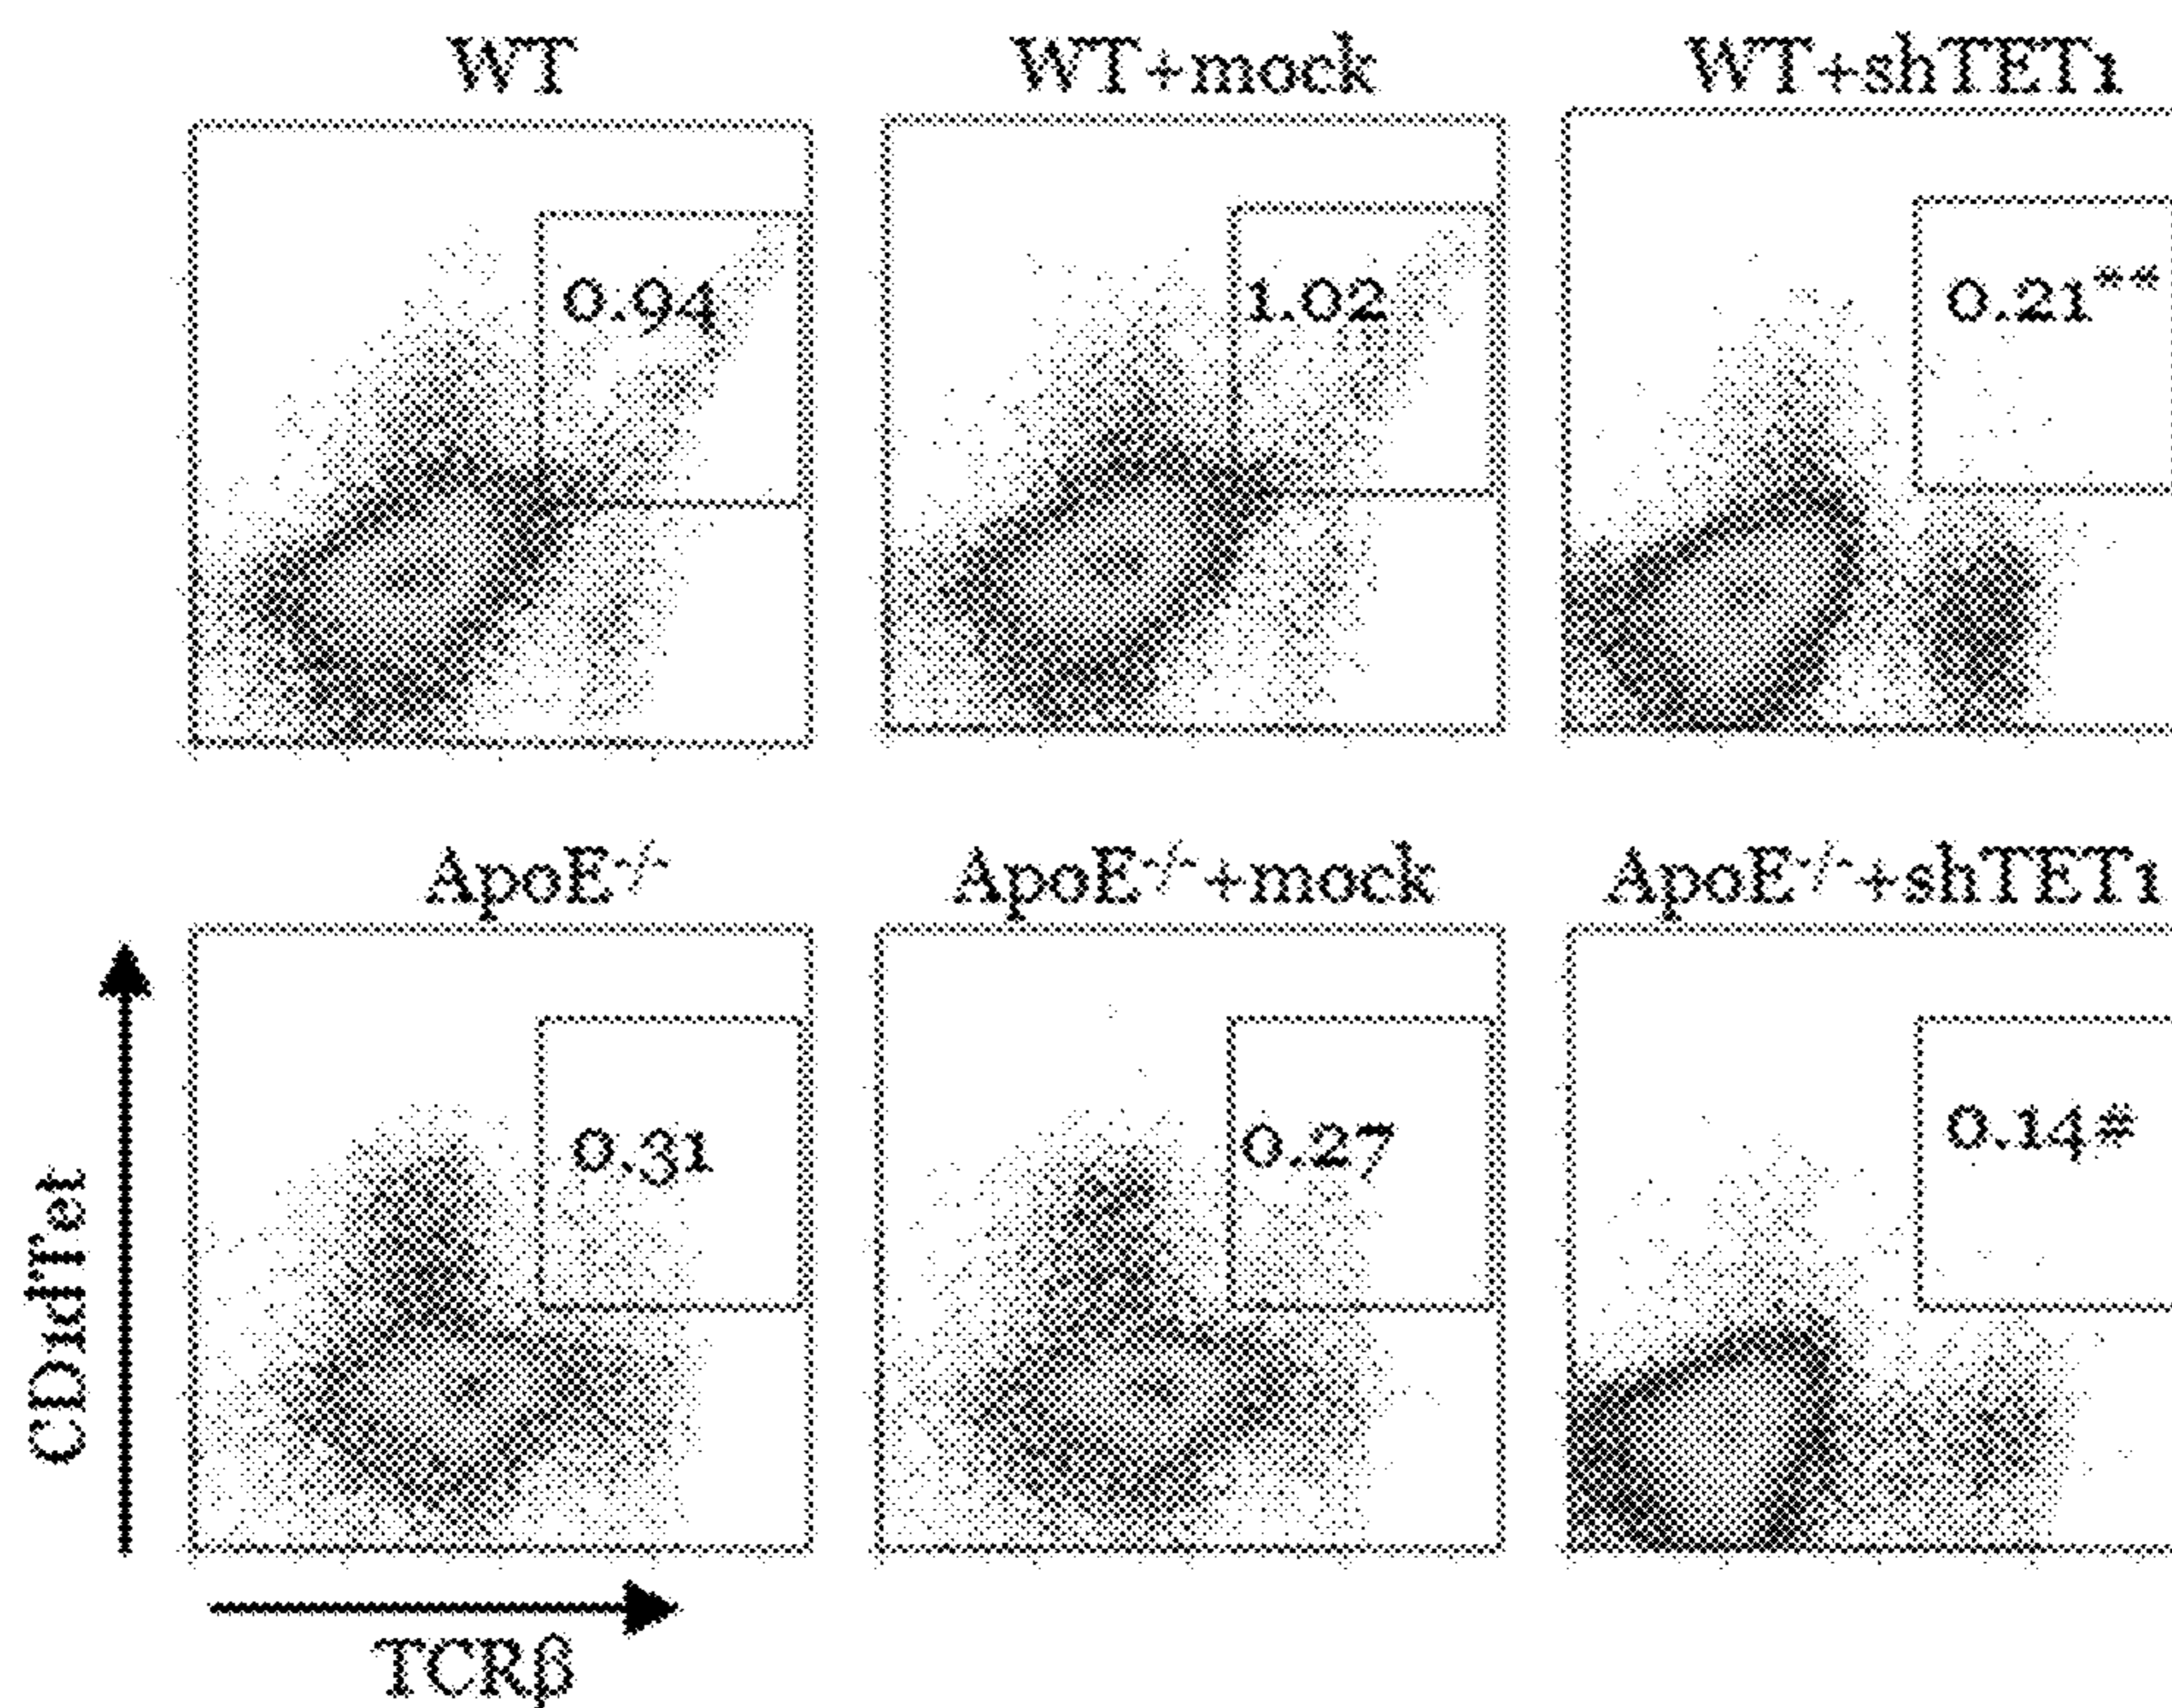 WT
WT+mock
WT+shTET1
0.94
1.02
0.21**
ApoE-/-
ApoE-/-+mock
ApoE-/-+shTET1
0.31
0.27
0.14#
CD1dTet
TCRβ